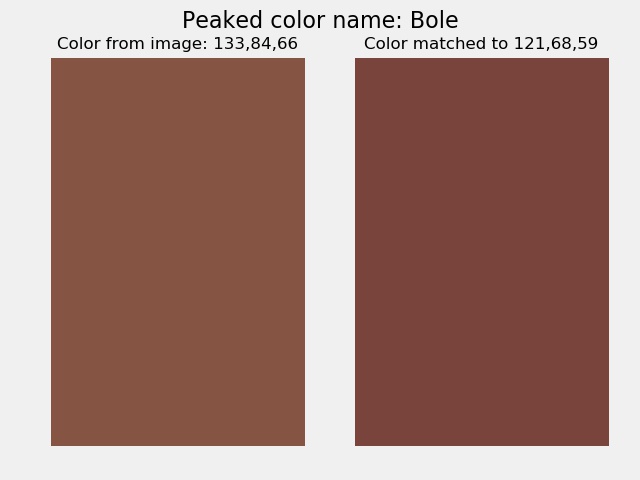 Peaked color name: Bole
Color from image: 133,84,66
Color matched to 121,68,59